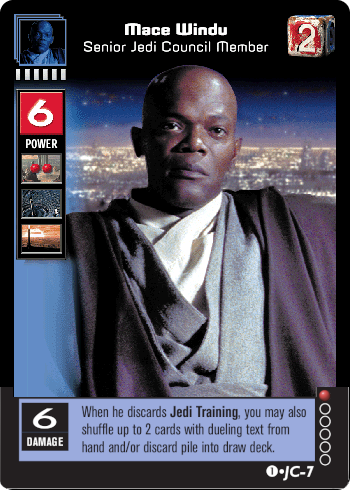 Mace Windu
Senior Jedi Council Member
2
6
POWER
6
DAMAGE
When he discards Jedi Training, you may also
shuffle up to 2 cards with dueling text from
hand and/or discard pile into draw deck.
1•JC-7